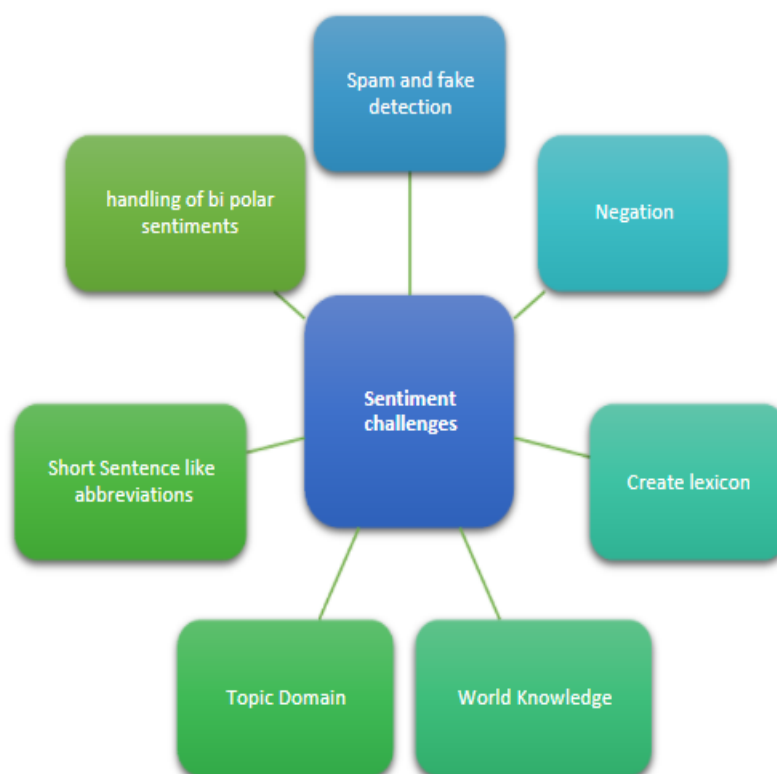 Spam and fake
detection
handling of bi polar
sentiments
Negation
Sentiment
challenges
Short Sentence like
abbreviations
Create lexicon
Topic Domain
World Knowledge